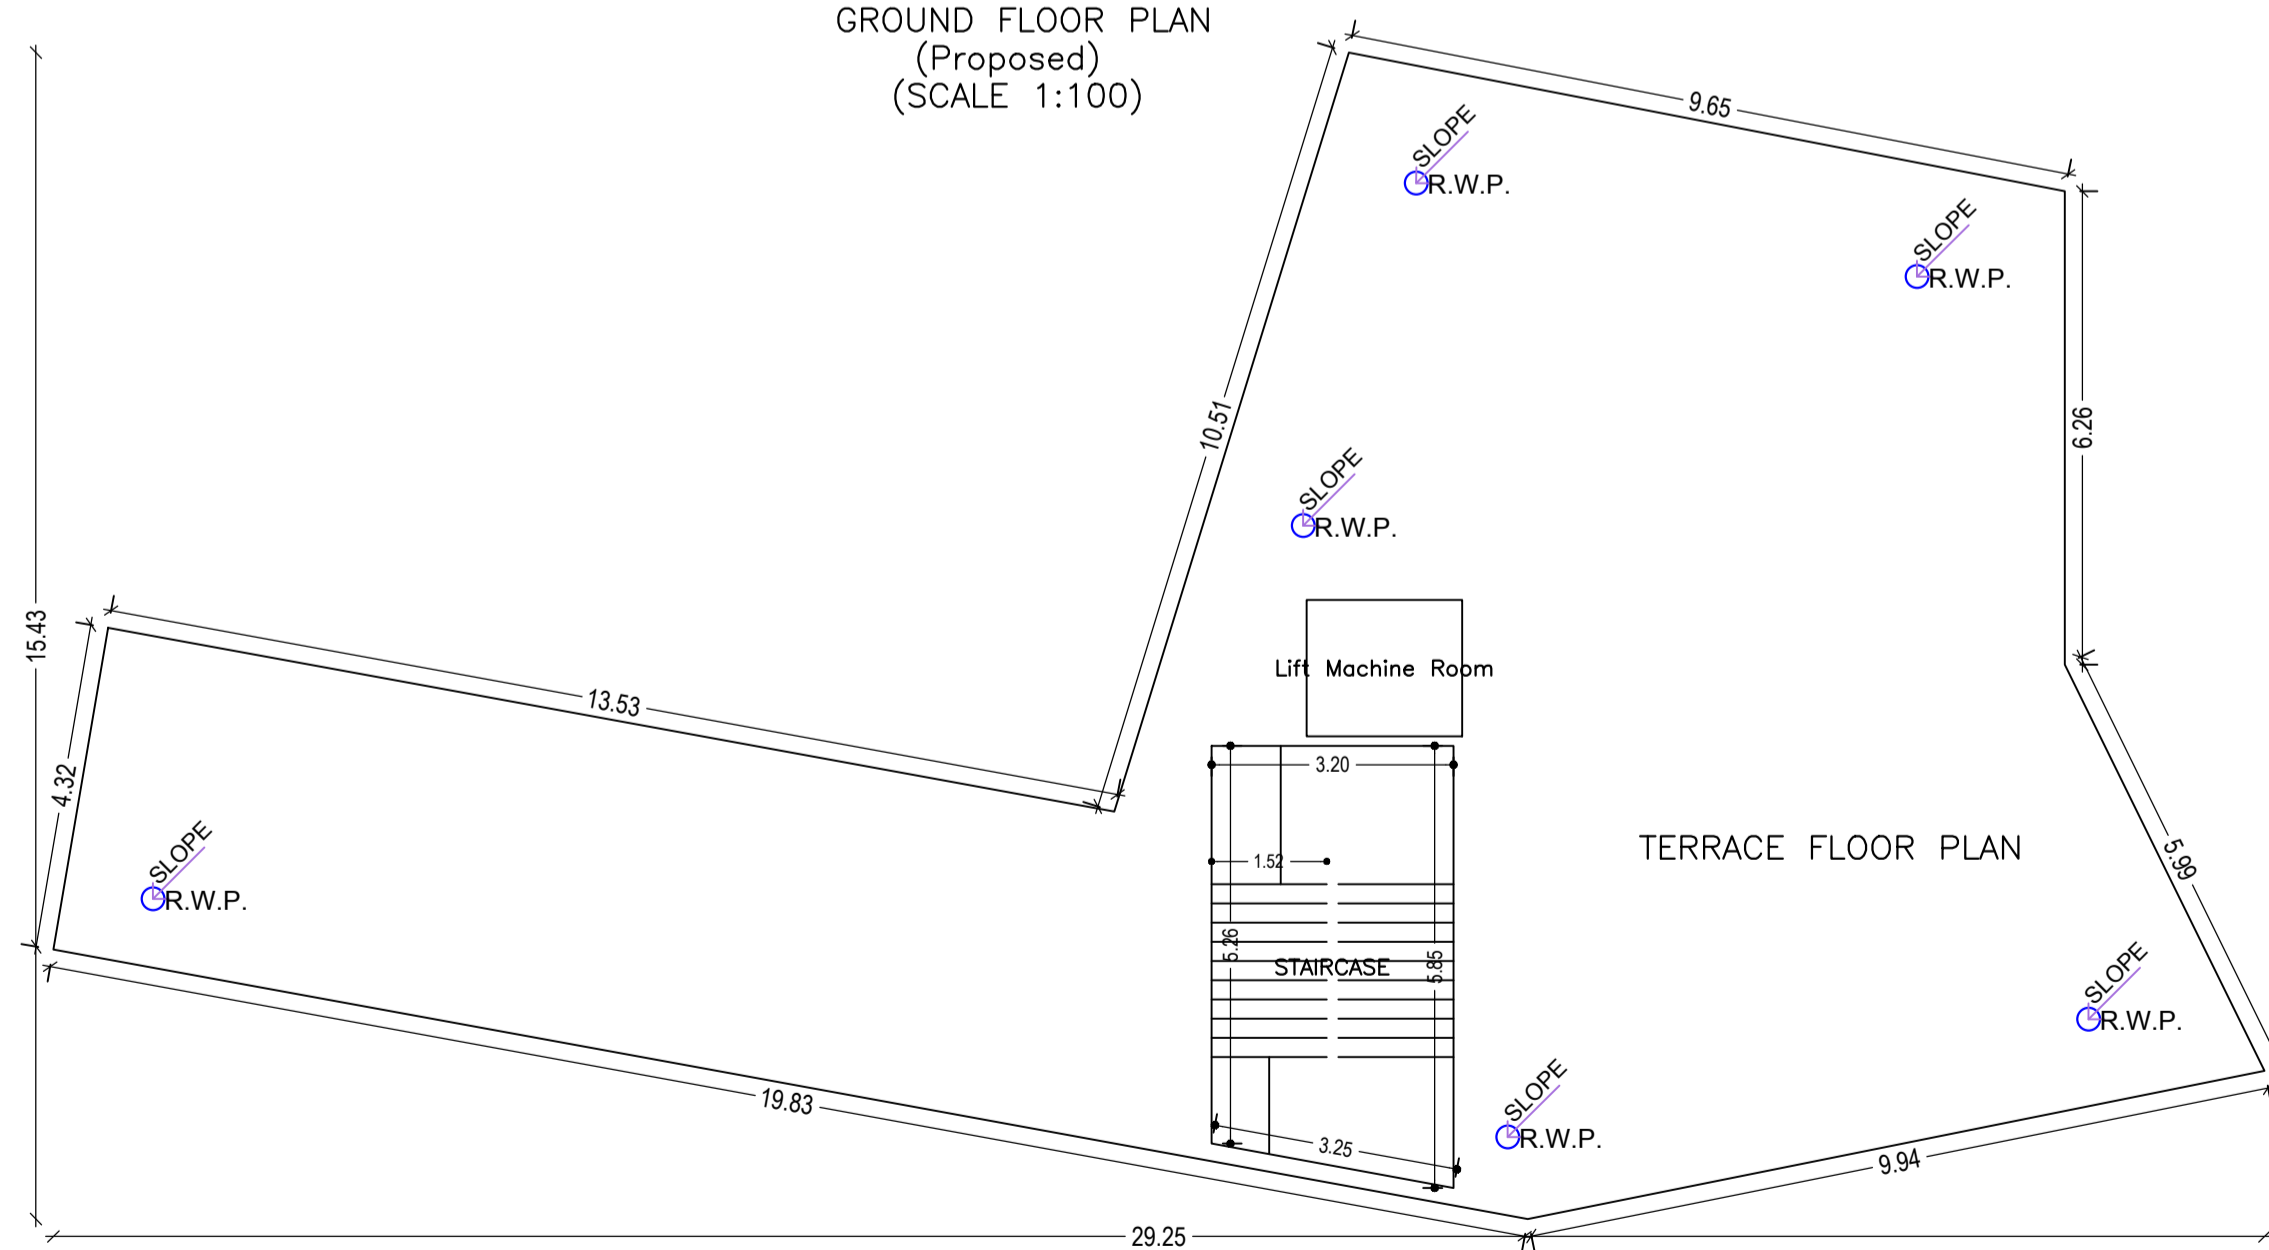 GROUND FLOOR PLAN
(Proposed)
(SCALE 1:100)
9.65
SLOPE
R.W.P.
SLOPE
R.W.P.
10.51
6.26
SLOPE
R.W.P.
15.43
13.53
Lift Machine Room
4.32
3.20
SLOPE
R.W.P.
1.52
TERRACE FLOOR PLAN
5.99
5.26
STAIRCASE
5.85
SLOPE
R.W.P.
19.83
3.25
SLOPE
R.W.P.
9.94
29.25